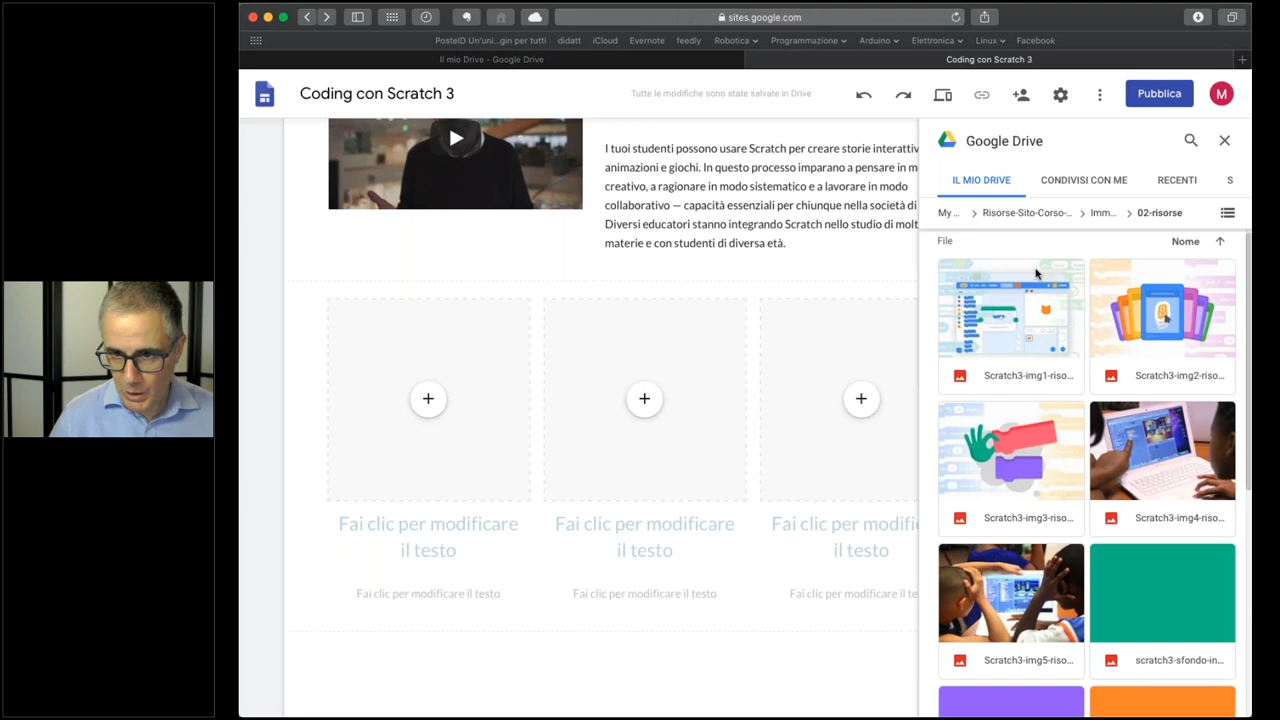 sites.google.com
PosteID Un'uni...gin per tutti didatt iCloud Evernote feedly Robotica Programmazione Arduino Elettronica Linux Facebook
Il mio Drive - Google Drive
Coding con Scratch 3
Coding con Scratch 3
Tutte le modifiche sono state salvate in Drive
Pubblica
M
I tuoi studenti possono usare Scratch per creare storie interattiv
animazioni e giochi. In questo processo imparano a pensare in m
creativo, a ragionare in modo sistematico e a lavorare in modo
collaborativo — capacità essenziali per chiunque nella società di
Diversi educatori stanno integrando Scratch nello studio di molt
materie e con studenti di diversa età.
Fai clic per modificare
il testo
Fai clic per modificare il testo
Fai clic per modificare
il testo
Fai clic per modificare il testo
Fai clic per modifi
il testo
Fai clic per modificare il te
Google Drive
IL MIO DRIVE CONDIVISI CON ME RECENTI S
My ... Risorse-Sito-Corso-... Imm... 02-risorse
File Nome
Scratch3-img1-riso... Scratch3-img2-riso...
Scratch3-img3-riso... Scratch3-img4-riso...
Scratch3-img5-riso... scratch3-sfondo-in...